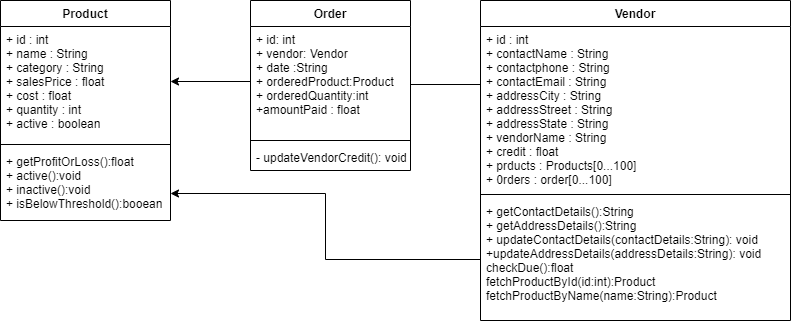 Product
+ id : int
+ name : String
+ category : String
+ salesPrice : float
+ cost : float
+ quantity : int
+ active : boolean
+ getProfitOrLoss():float
+ active():void
+ inactive():void
+ isBelowThreshold():booean
Order
+ id: int
+ vendor: Vendor
+ date :String
+ orderedProduct:Product
+ orderedQuantity:int
+amountPaid : float
- updateVendorCredit(): void
Vendor
+ id : int
+ contactName : String
+ contactphone : String
+ contactEmail : String
+ addressCity : String
+ addressStreet : String
+ addressState : String
+ vendorName : String
+ credit : float
+ prducts : Products[0...100]
+ 0rders : order[0...100]
+ getContactDetails():String
+ getAddressDetails():String
+ updateContactDetails(contactDetails:String): void
+updateAddressDetails(addressDetails:String): void
checkDue():float
fetchProductById(id:int):Product
fetchProductByName(name:String):Product